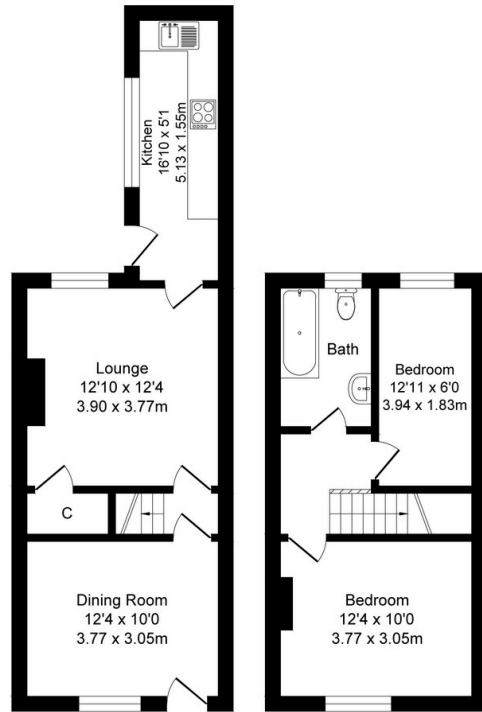 Kitchen
16'10 x 5'1
5.13 x 1.55m
Lounge
12'10 x 12'4
3.90 x 3.77m
C
Dining Room
12'4 x 10'0
3.77 x 3.05m
Bath
Bedroom
12'11 x 6'0
3.94 x 1.83m
Bedroom
12'4 x 10'0
3.77 x 3.05m